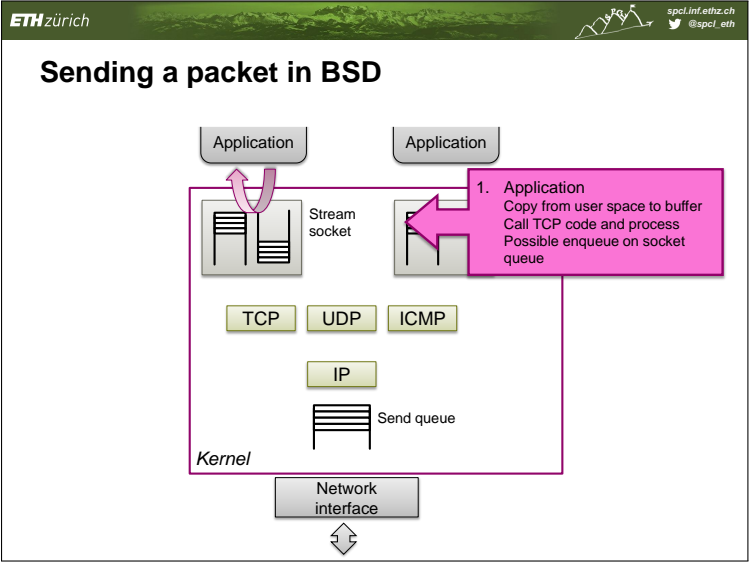 ETH zürich
spcl.inf.ethz.ch
@spcl_eth
Sending a packet in BSD
Application
Application
1. Application
Copy from user space to buffer
Call TCP code and process
Possible enqueue on socket
queue
Stream
socket
TCP
UDP
ICMP
IP
Send queue
Kernel
Network
interface